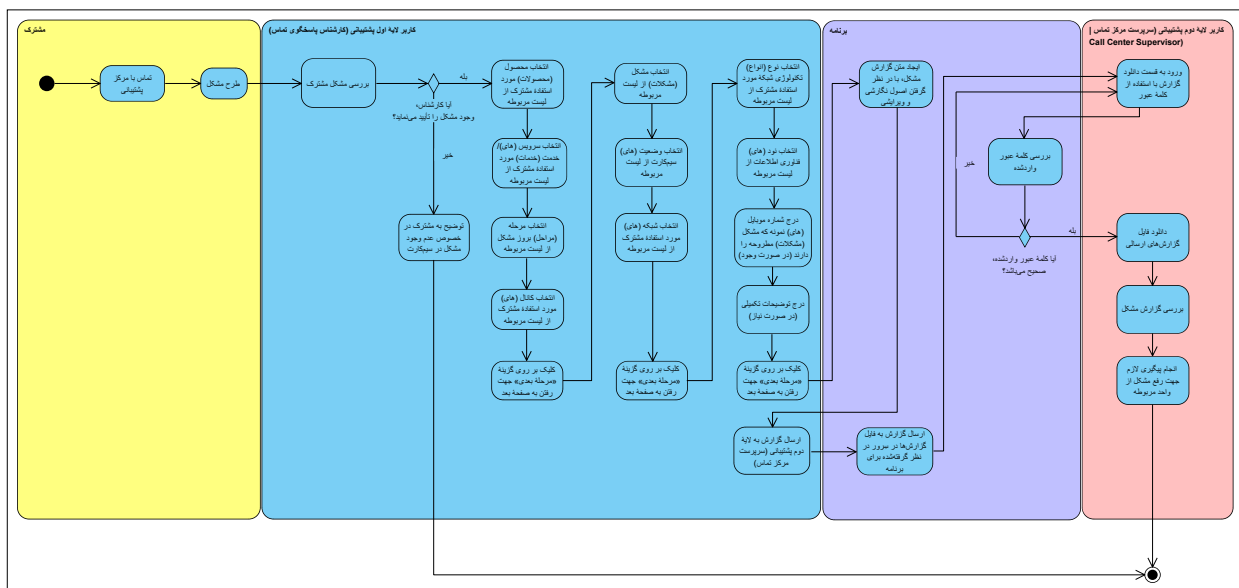 مشترک
تماس با مرکز
پشتیبانی
طرح مشکل
کاربر لایهٔ اول پشتیبانی (کارشناس پاسخگوی تماس)
بررسی مشکل مشترک
بله
آیا کارشناس،
وجود مشکل را تأیید می‌نماید؟
خیر
توضیح به مشترک در
خصوص عدم وجود
مشکل در سیم‌کارت
انتخاب محصول
(محصولات) مورد
استفادهٔ مشترک از
لیست مربوطه
انتخاب سرویس (های)/
خدمت (خدمات) مورد
استفادهٔ مشترک از
لیست مربوطه
انتخاب مرحله
(مراحل) بروز مشکل
از لیست مربوطه
انتخاب کانال (های)
مورد استفادهٔ مشترک
از لیست مربوطه
کلیک بر روی گزینهٔ
«مرحلهٔ بعدی» جهت
رفتن به صفحهٔ بعد
انتخاب مشکل
(مشکلات) از لیست
مربوطه
انتخاب وضعیت (های)
سیم‌کارت از لیست
مربوطه
انتخاب شبکه (های)
مورد استفادهٔ مشترک
از لیست مربوطه
کلیک بر روی گزینهٔ
«مرحلهٔ بعدی» جهت
رفتن به صفحهٔ بعد
انتخاب نوع (انواع)
تکنولوژی شبکهٔ مورد
استفادهٔ مشترک از
لیست مربوطه
انتخاب نود (های)
فناوری اطلاعات از
لیست مربوطه
درج شماره موبایل
(های) نمونه که مشکل
(مشکلات) مطروحه را
دارند (در صورت وجود)
درج توضیحات تکمیلی
(در صورت نیاز)
کلیک بر روی گزینهٔ
«مرحلهٔ بعدی» جهت
رفتن به صفحهٔ بعد
ارسال گزارش به لایهٔ
دوم پشتیبانی (سرپرست
مرکز تماس)
برنامه
ایجاد متن گزارش
مشکل، با در نظر
گرفتن اصول نگارشی
و ویرایشی
ارسال گزارش به فایل
گزارش‌ها در سرور در
نظر گرفته‌شده برای
برنامه
بررسی کلمهٔ عبور
واردشده
خیر
بله
آیا کلمهٔ عبور واردشده،
صحیح می‌باشد؟
کاربر لایهٔ دوم پشتیبانی (سرپرست مرکز تماس |
Call Center Supervisor)
ورود به قسمت دانلود
گزارش با استفاده از
کلمهٔ عبور
دانلود فایل
گزارش‌های ارسالی
بررسی گزارش مشکل
انجام پیگیری لازم
جهت رفع مشکل از
واحد مربوطه